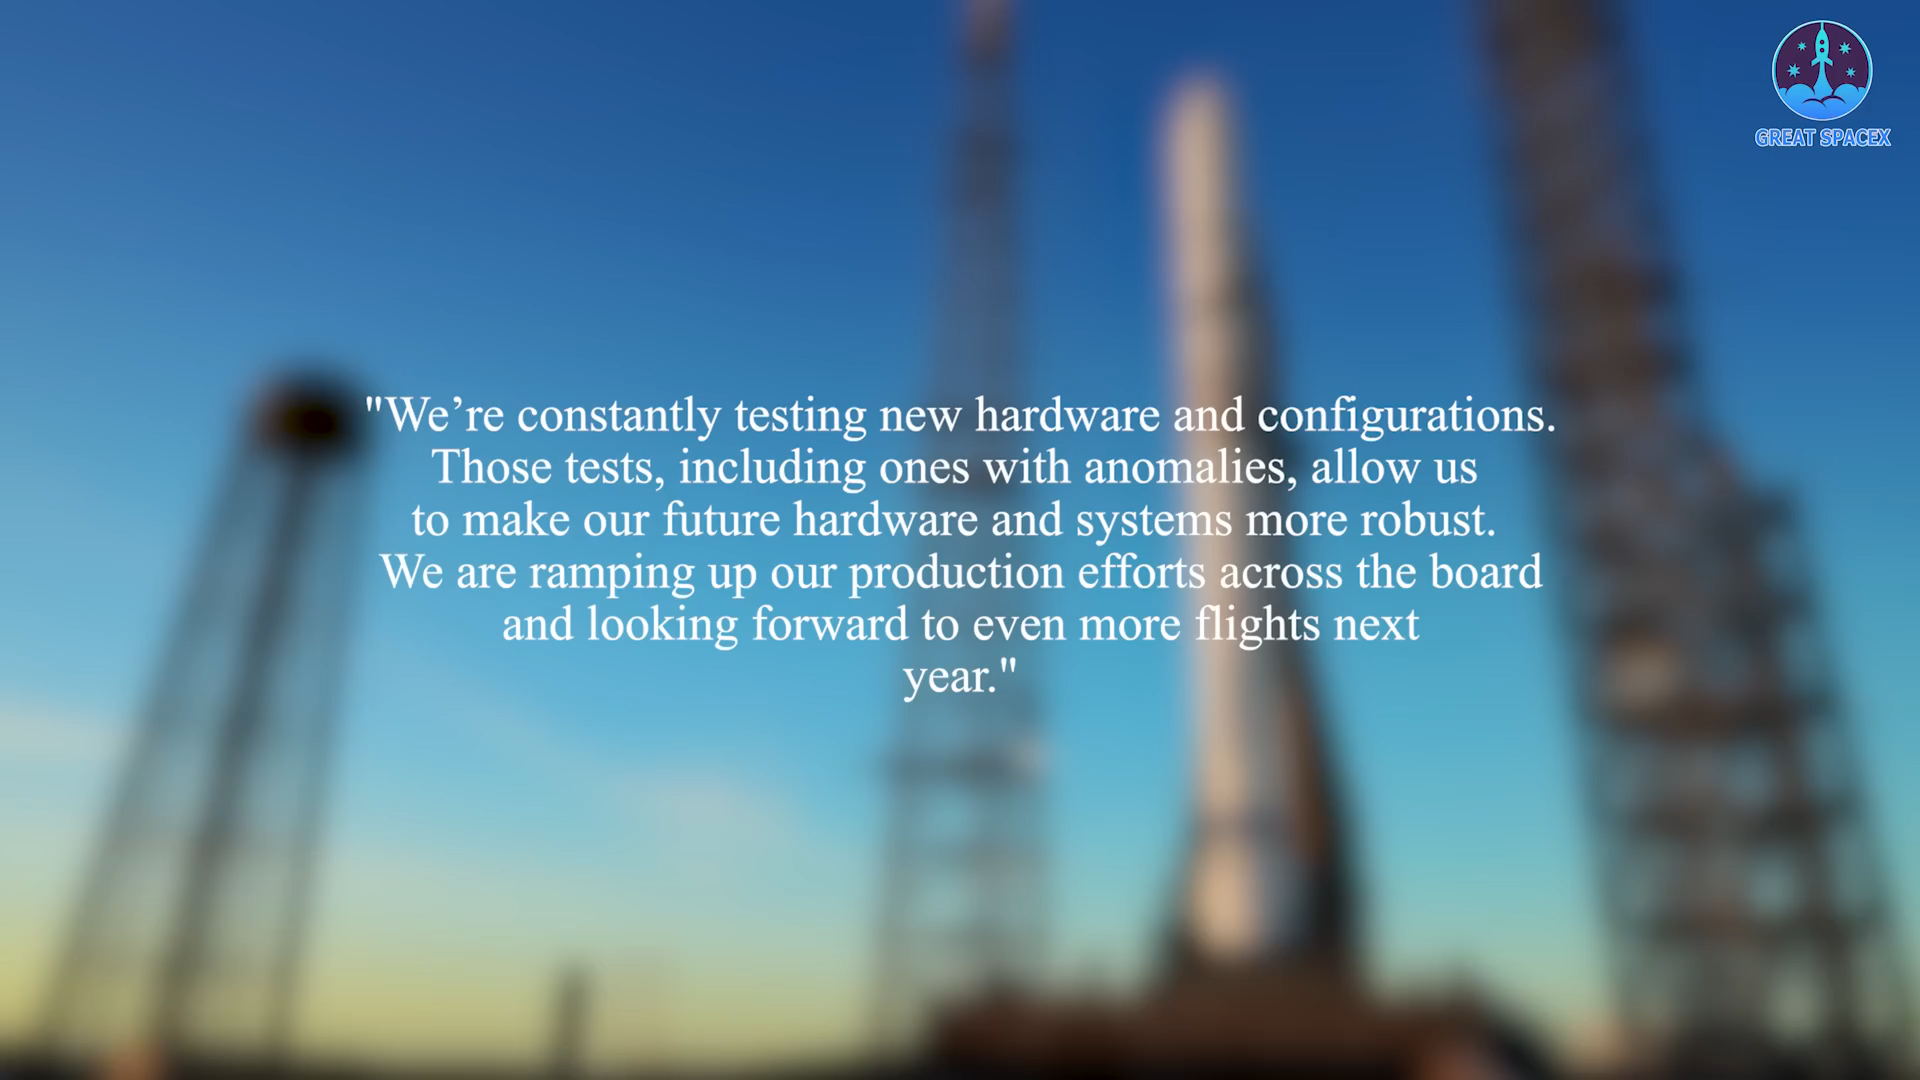 GREAT SPACEX
"We’re constantly testing new hardware and configurations.
Those tests, including ones with anomalies, allow us
to make our future hardware and systems more robust.
We are ramping up our production efforts across the board
and looking forward to even more flights next
year."